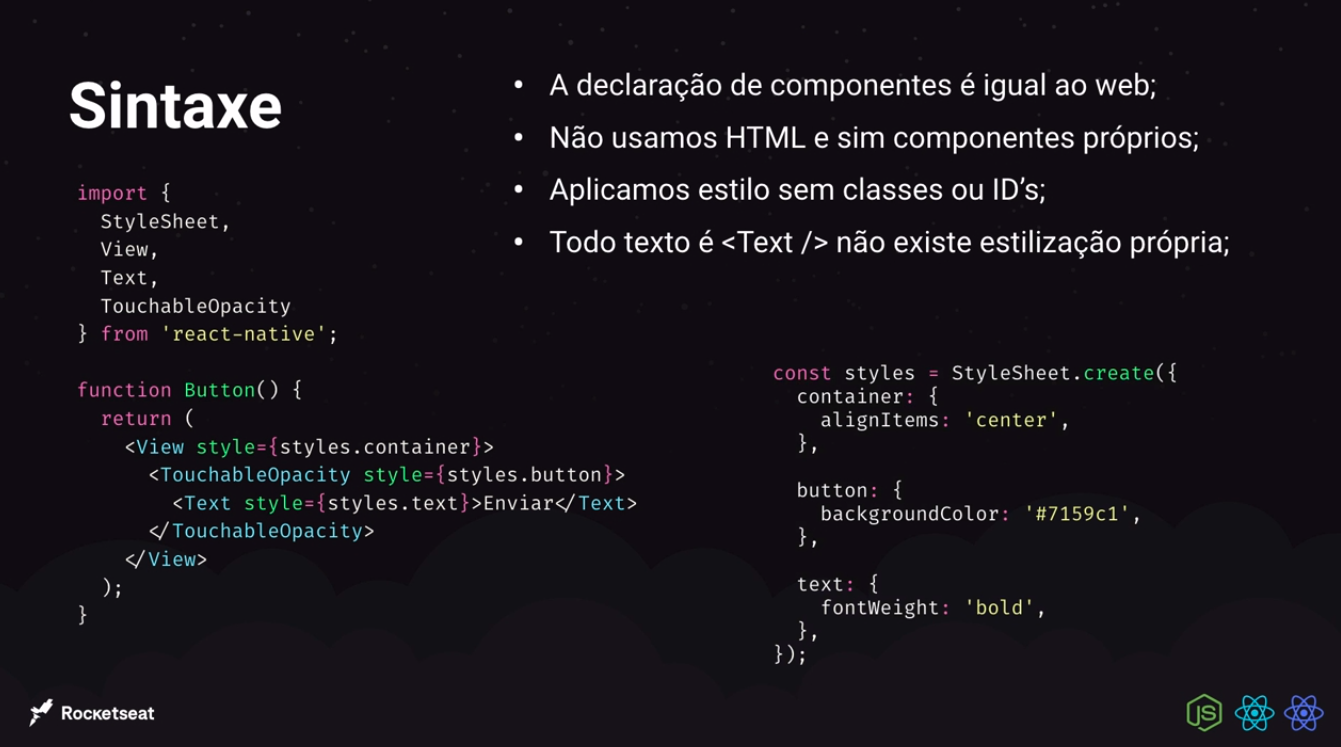 Sintaxe
import {
  StyleSheet,
  View,
  Text,
  TouchableOpacity
} from 'react-native';
function Button() {
  return (
    <View style={styles.container}>
      <TouchableOpacity style={styles.button}>
        <Text style={styles.text}>Enviar</Text>
      </TouchableOpacity>
    </View>
  );
}
• A declaração de componentes é igual ao web;
• Não usamos HTML e sim componentes próprios;
• Aplicamos estilo sem classes ou ID’s;
• Todo texto é <Text /> não existe estilização própria;
const styles = StyleSheet.create({
  container: {
    alignItems: 'center',
  },
  button: {
    backgroundColor: '#7159c1',
  },
  text: {
    fontWeight: 'bold',
  },
});
Rocketseat
JS